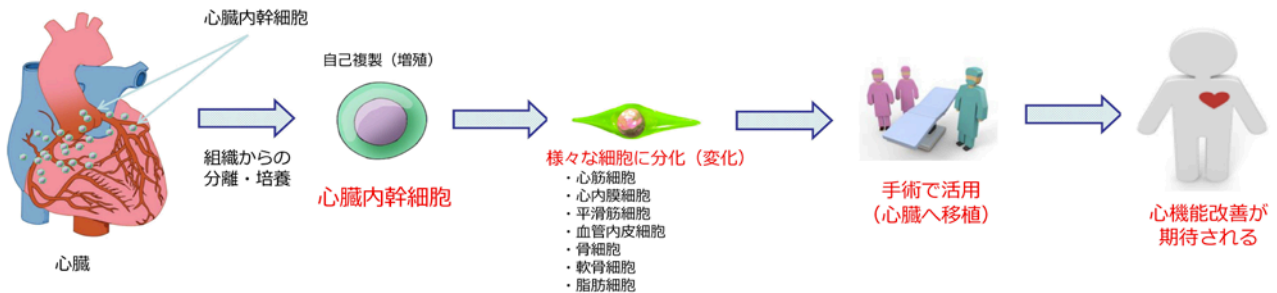 心臓内幹細胞
心臓
組織からの
分離・培養
自己複製（増殖）
心臓内幹細胞
様々な細胞に分化（変化）
・心筋細胞
・心内膜細胞
・平滑筋細胞
・血管内皮細胞
・骨細胞
・軟骨細胞
・脂肪細胞
手術で活用
（心臓へ移植）
心機能改善が
期待される